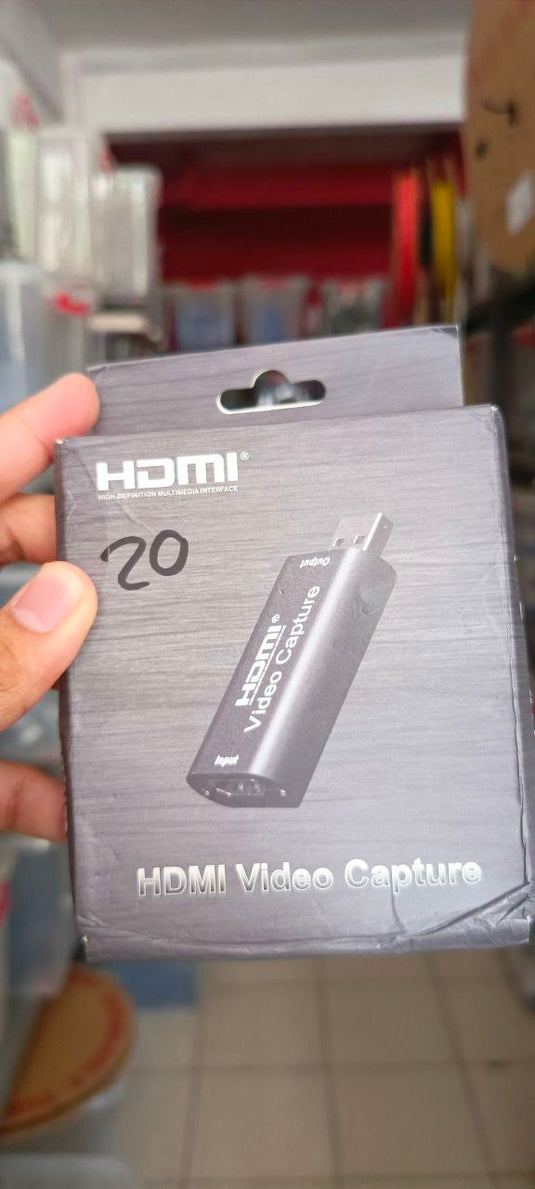 HDMI®
HIGH-DEFINITION MULTIMEDIA INTERFACE
20
Output
HDMI®
Video Capture
Input
HDMI Video Capture